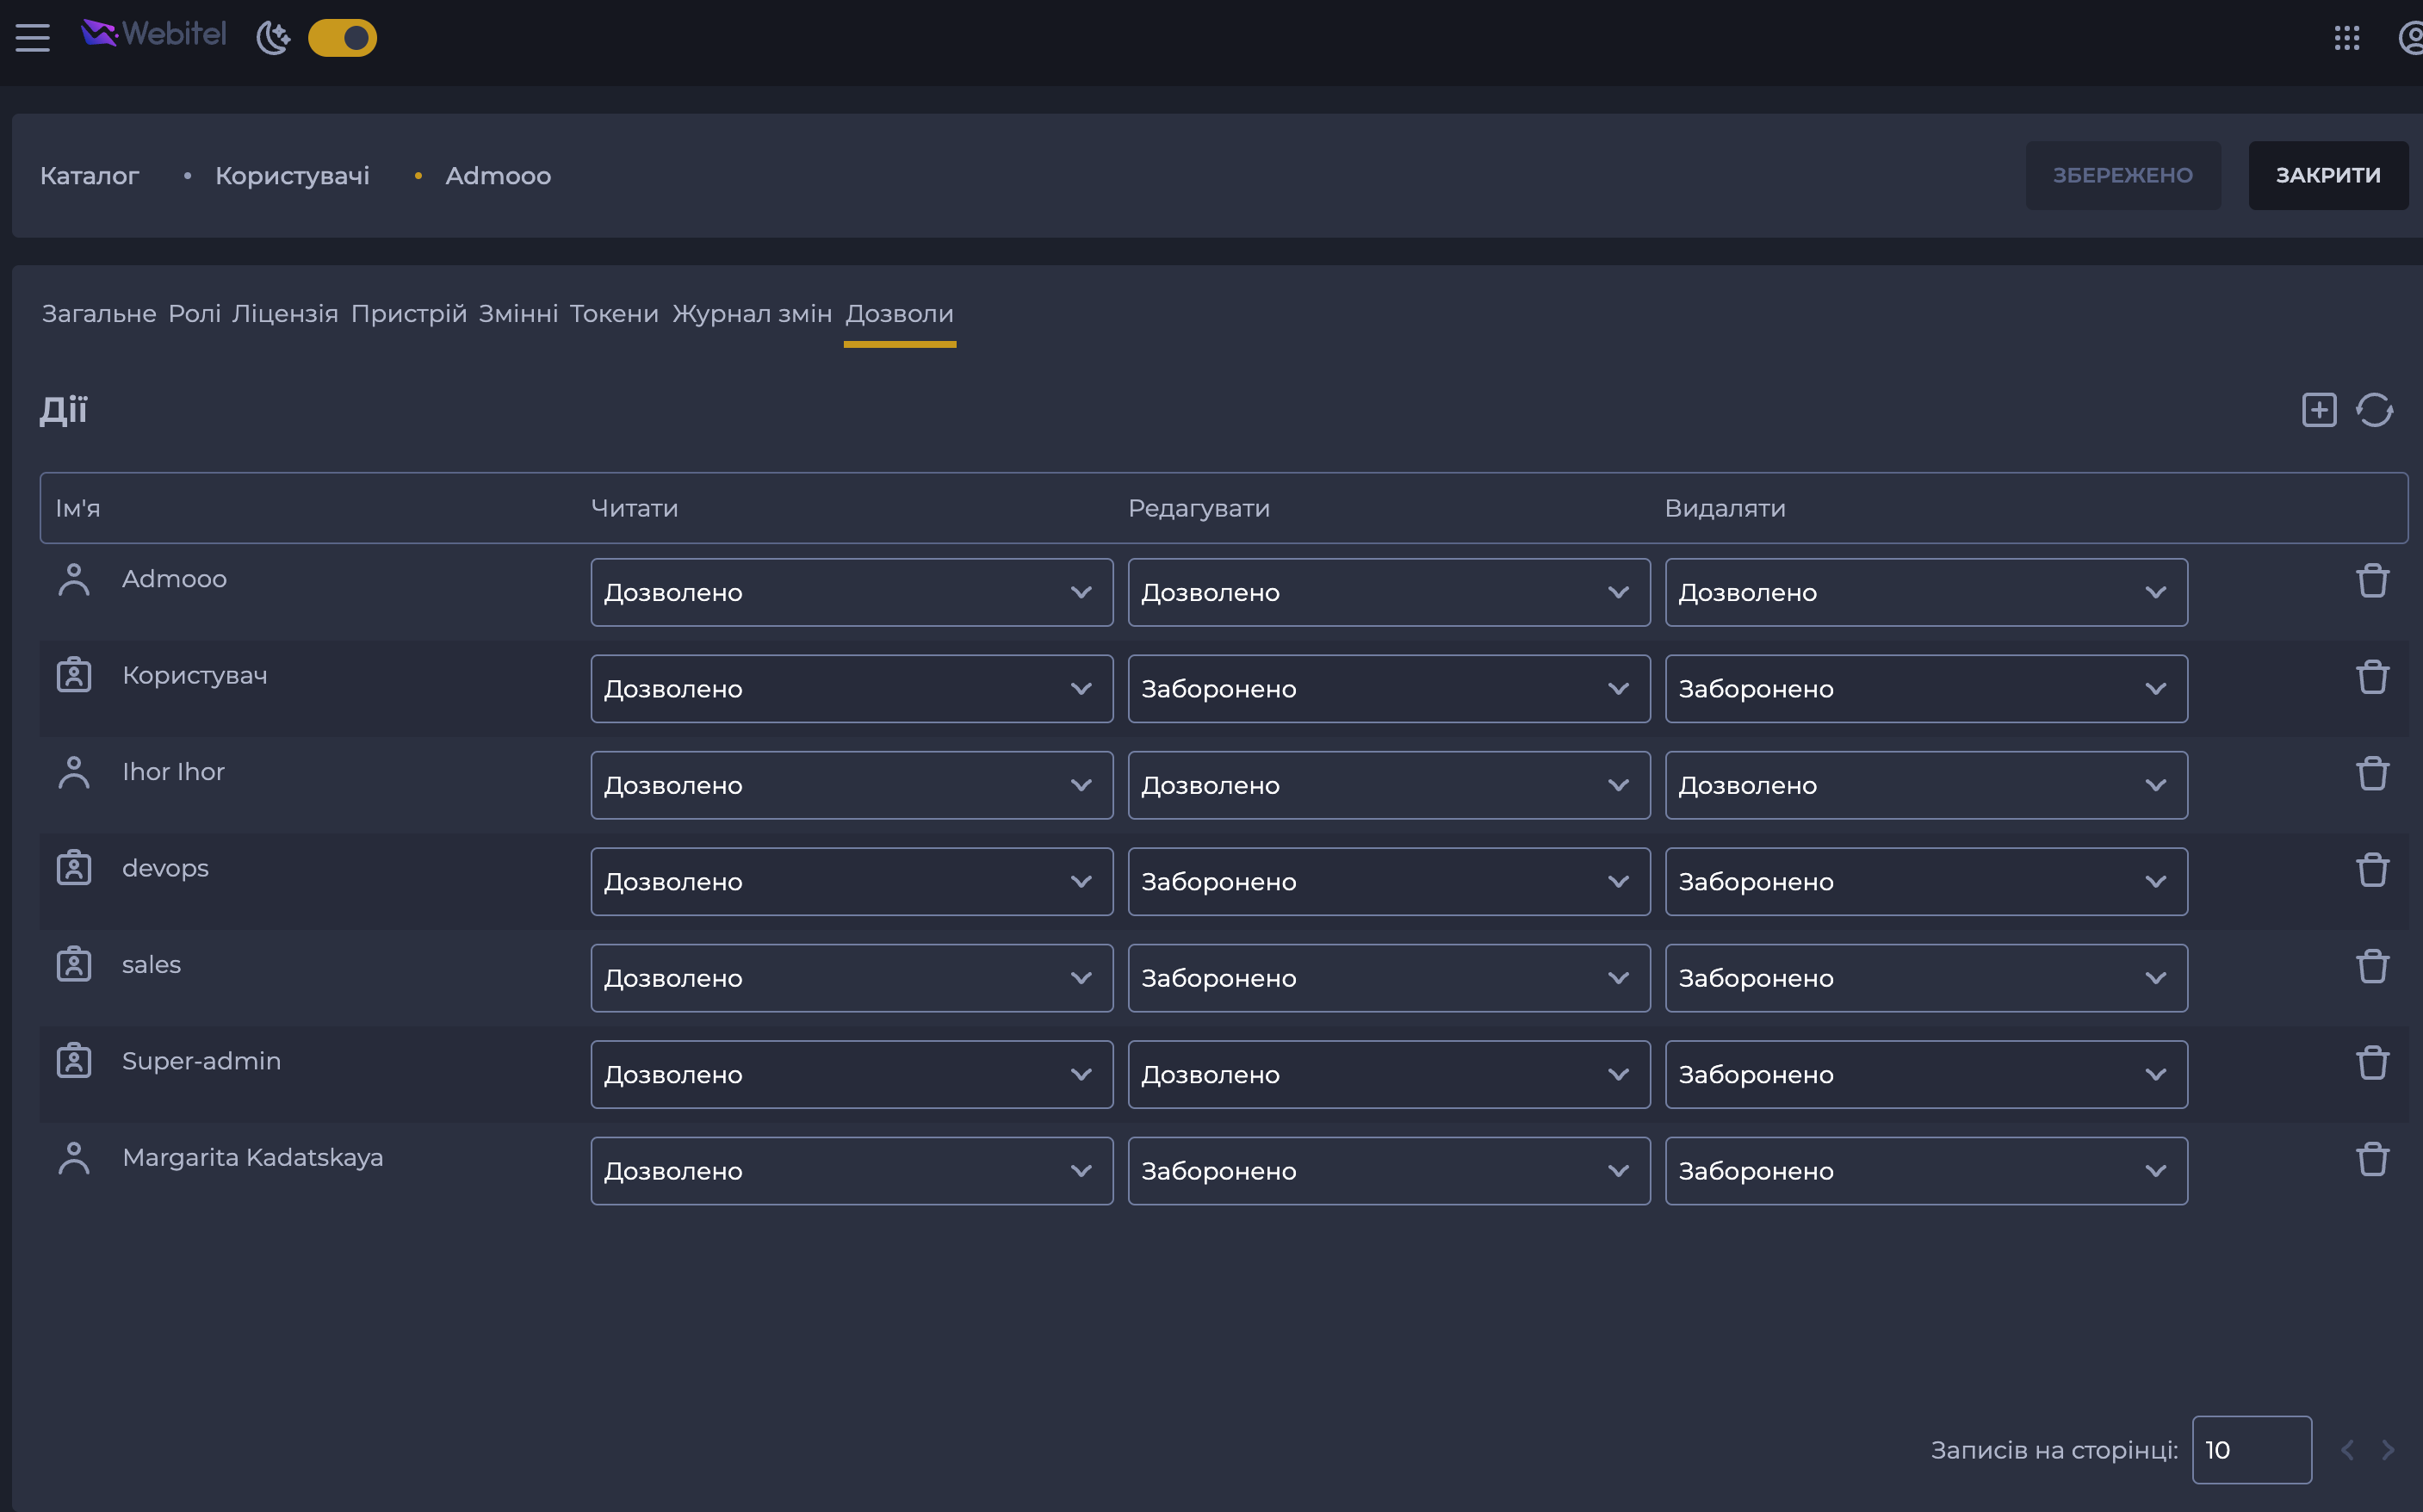 Webitel
Каталог • Користувачі • Admooo ЗБЕРЕЖЕНО ЗАКРИТИ
Загальне Ролі Ліцензія Пристрій Змінні Токени Журнал змін Дозволи
Дії
Ім'я Читати Редагувати Видаляти
Admooo Дозволено Дозволено Дозволено
Користувач Дозволено Заборонено Заборонено
Ihor Ihor Дозволено Дозволено Дозволено
devops Дозволено Заборонено Заборонено
sales Дозволено Заборонено Заборонено
Super-admin Дозволено Дозволено Заборонено
Margarita Kadatskaya Дозволено Заборонено Заборонено
Записів на сторінці: 10